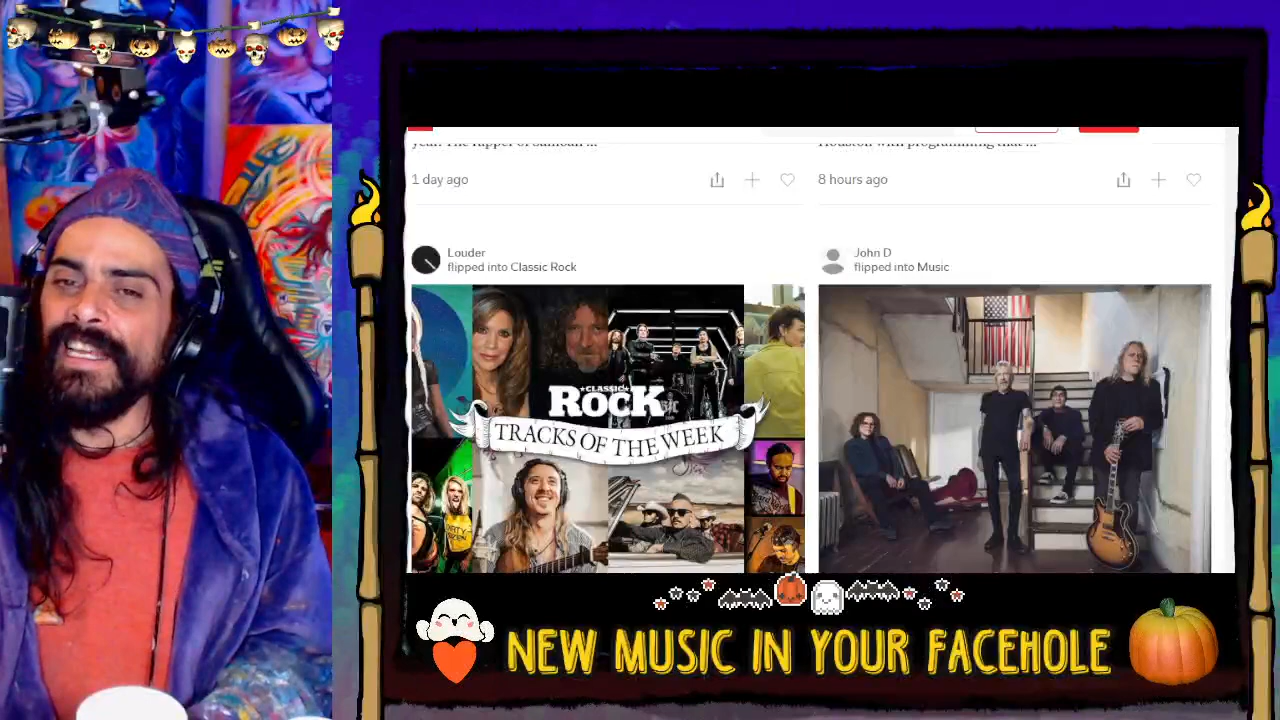 1 day ago
8 hours ago
Louder
flipped into Classic Rock
John D
flipped into Music
CLASSIC
ROCK
TRACKS OF THE WEEK
NEW MUSIC IN YOUR FACEHOLE